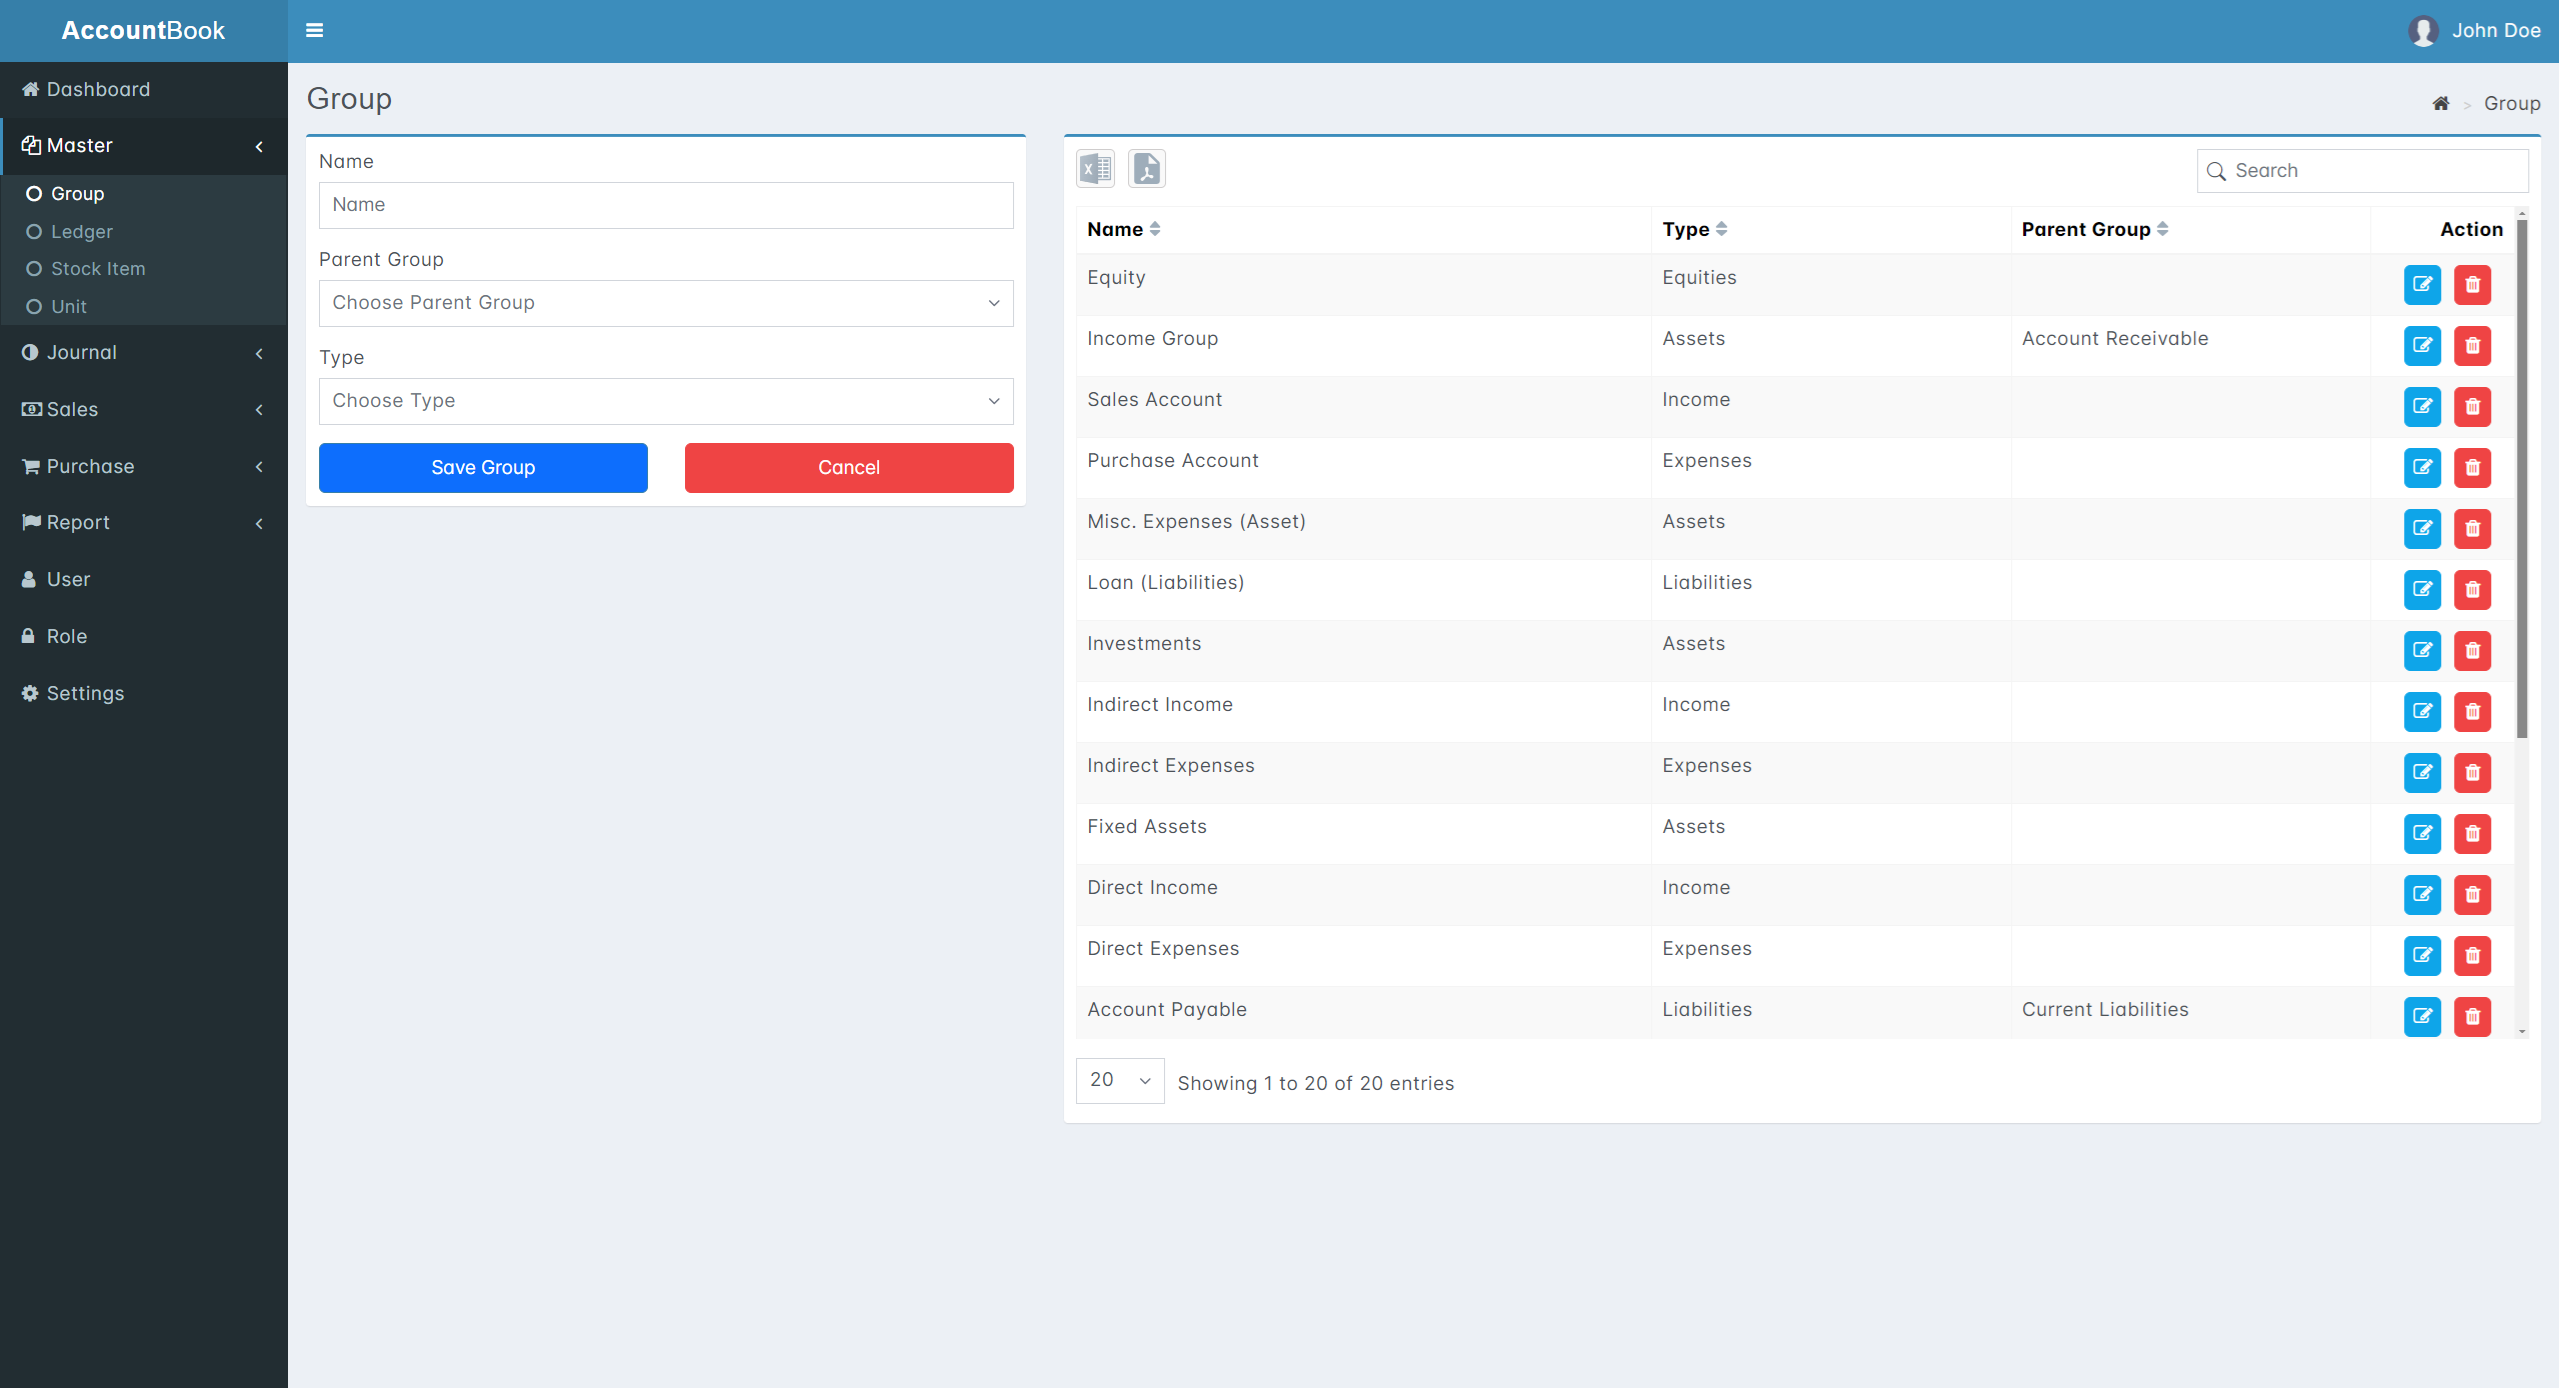 AccountBook
John Doe
Dashboard
Master
Group
Ledger
Stock Item
Unit
Journal
Sales
Purchase
Report
User
Role
Settings
Group
> Group
Name
Name
Parent Group
Choose Parent Group
Type
Choose Type
Save Group Cancel
Search
Name Type Parent Group Action
Equity Equities
Income Group Assets Account Receivable
Sales Account Income
Purchase Account Expenses
Misc. Expenses (Asset) Assets
Loan (Liabilities) Liabilities
Investments Assets
Indirect Income Income
Indirect Expenses Expenses
Fixed Assets Assets
Direct Income Income
Direct Expenses Expenses
Account Payable Liabilities Current Liabilities
20 Showing 1 to 20 of 20 entries